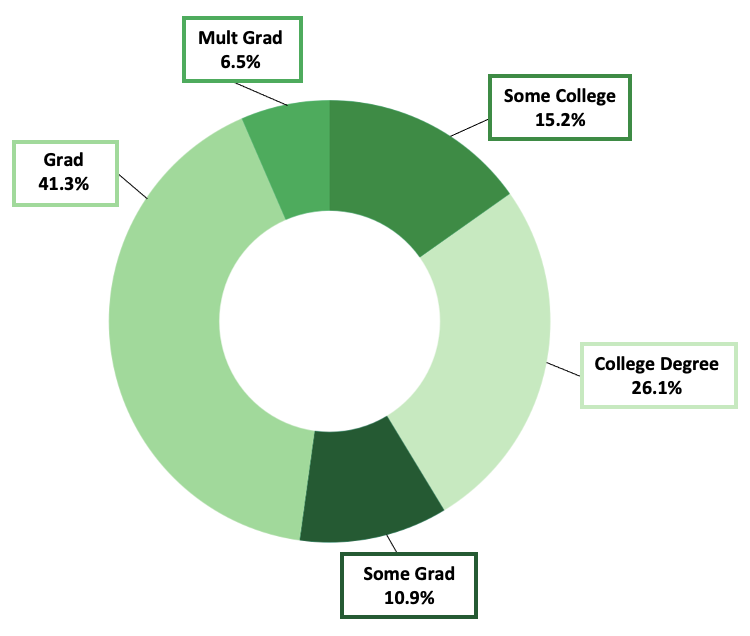 Mult Grad
6.5%
Some College
15.2%
Grad
41.3%
College Degree
26.1%
Some Grad
10.9%